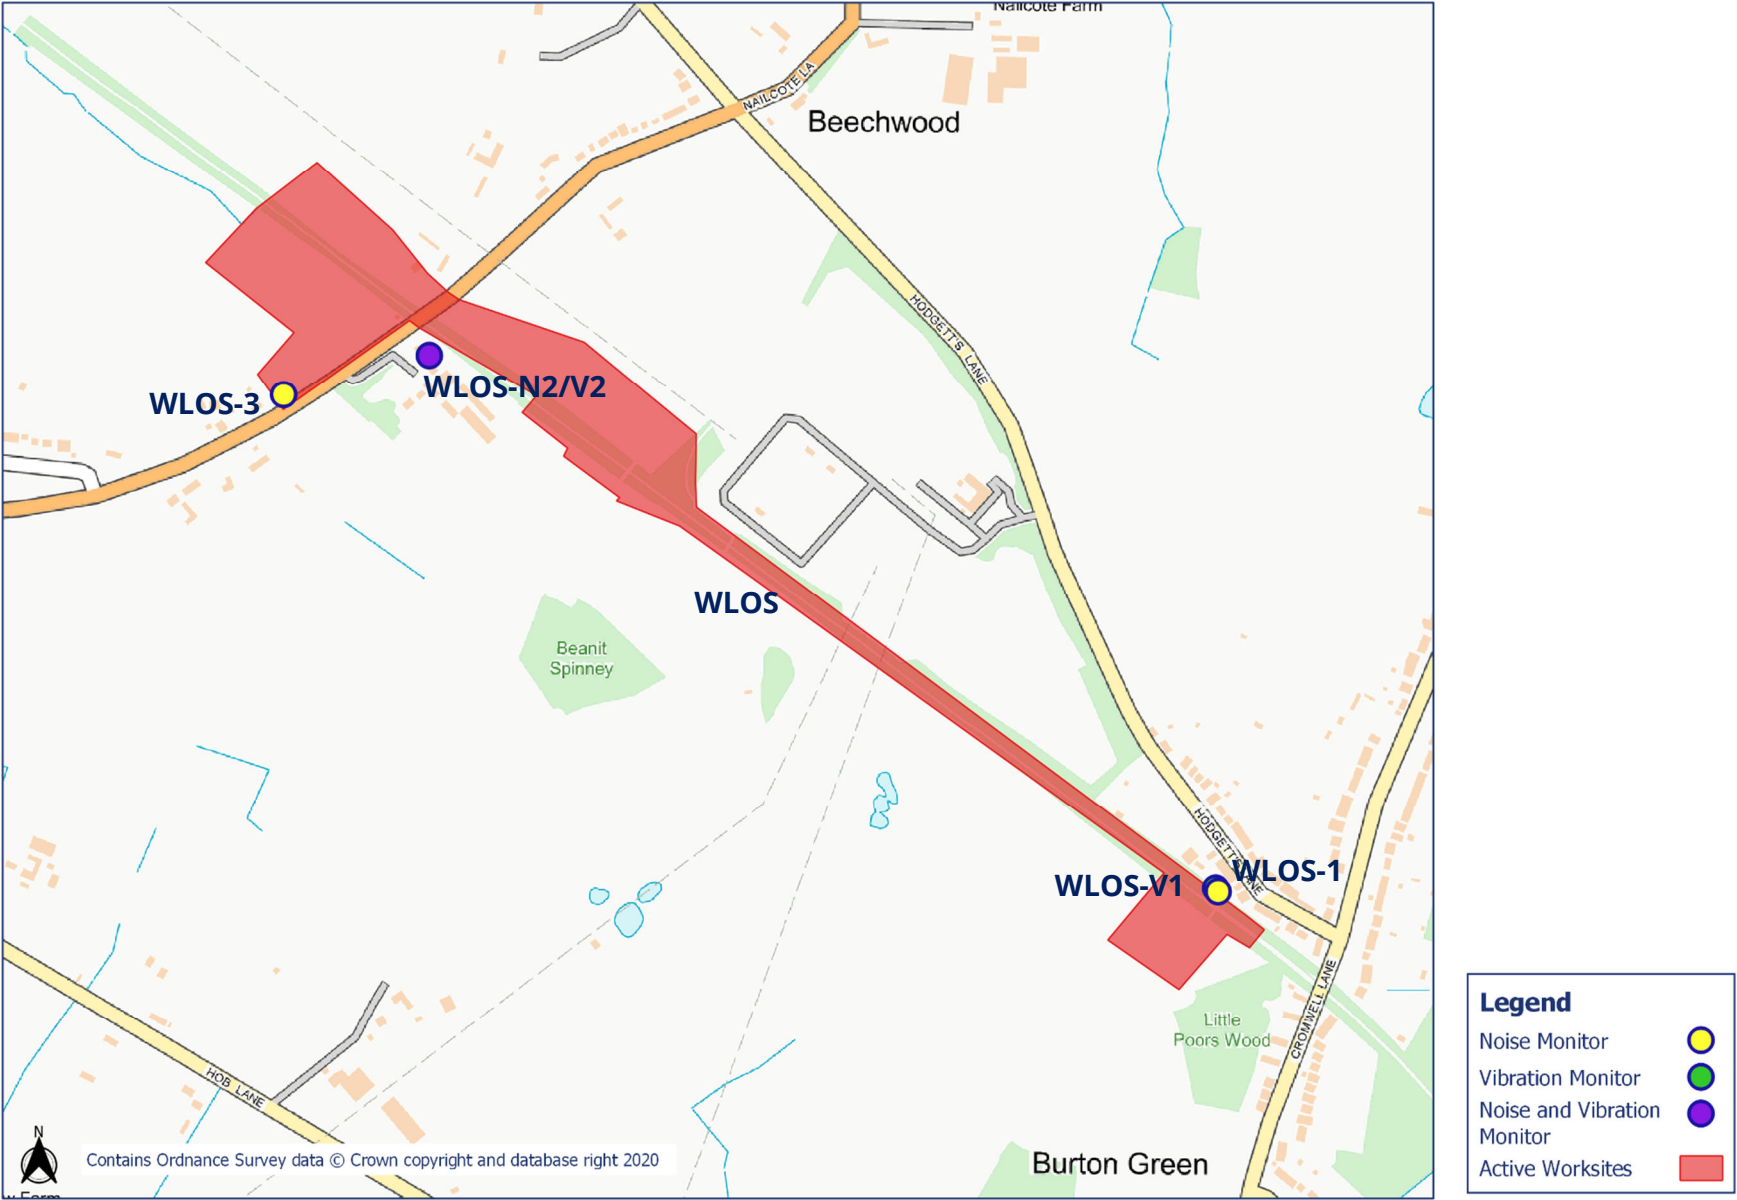 Nailcote Farm
NAILCOTE LA
Beechwood
HODGETT'S LANE
WLOS-N2/V2
WLOS-3
WLOS
Beanit
Spinney
HODGETT'S LANE
WLOS-1
WLOS-V1
CROMWELL LANE
Little
Poors Wood
HOB LANE
N
Contains Ordnance Survey data © Crown copyright and database right 2020
Burton Green
w Farm
Legend
Noise Monitor
Vibration Monitor
Noise and Vibration
Monitor
Active Worksites